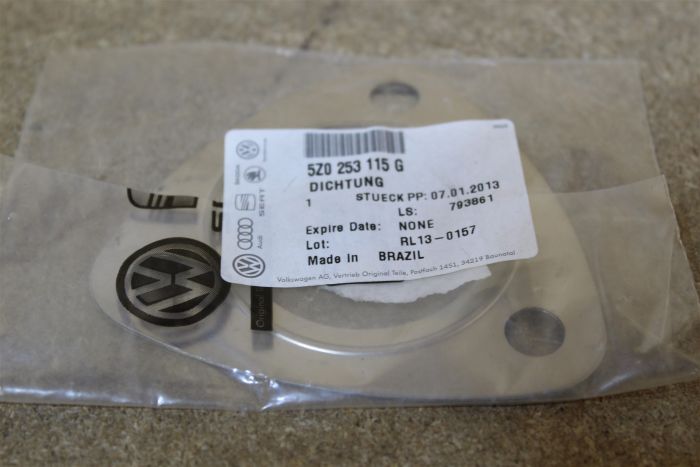 5Z0 253 115 G
DICHTUNG
1 STUECK PP: 07.01.2013
LS: 793861
Expire Date: NONE
Lot: RL13-0157
Made in BRAZIL
Volkswagen AG, Vertrieb Original Teile, Postfach 1451, 34219 Baunatal
Audi
SEAT
Original